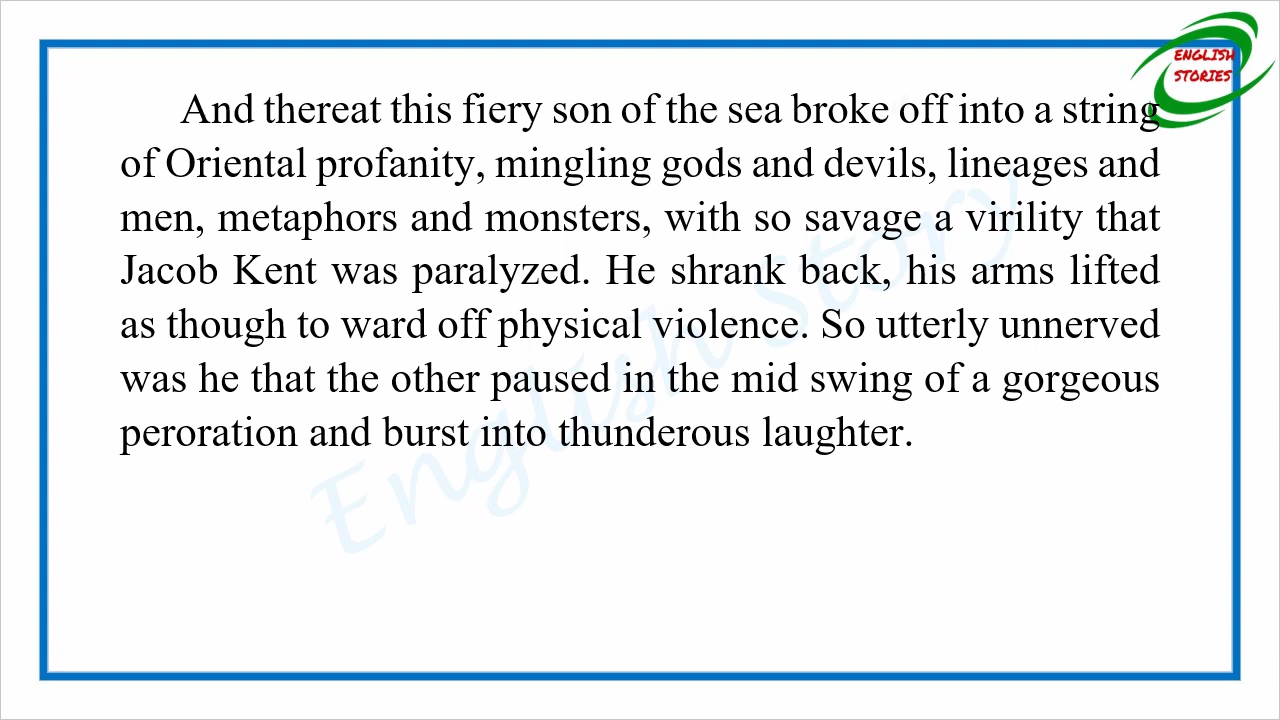 ENGLISH
STORIES
And thereat this fiery son of the sea broke off into a string
of Oriental profanity, mingling gods and devils, lineages and
men, metaphors and monsters, with so savage a virility that
Jacob Kent was paralyzed. He shrank back, his arms lifted
as though to ward off physical violence. So utterly unnerved
was he that the other paused in the mid swing of a gorgeous
peroration and burst into thunderous laughter.
English Story